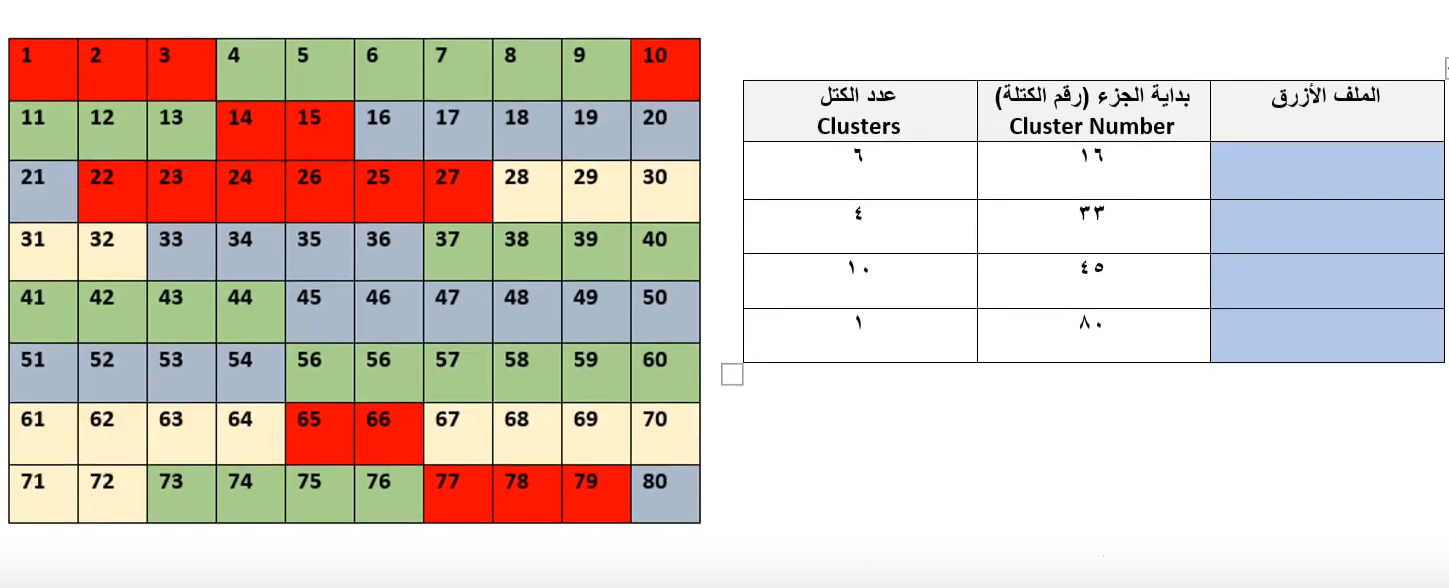 1 2 3 4 5 6 7 8 9 10
11 12 13 14 15 16 17 18 19 20
21 22 23 24 26 25 27 28 29 30
31 32 33 34 35 36 37 38 39 40
41 42 43 44 45 46 47 48 49 50
51 52 53 54 56 56 57 58 59 60
61 62 63 64 65 66 67 68 69 70
71 72 73 74 75 76 77 78 79 80
الملف الأزرق
بداية الجزء (رقم الكتلة)
Cluster Number
عدد الكتل
Clusters
١٦ ٦
٣٣ ٤
٤٥ ١٠
٨٠ ١